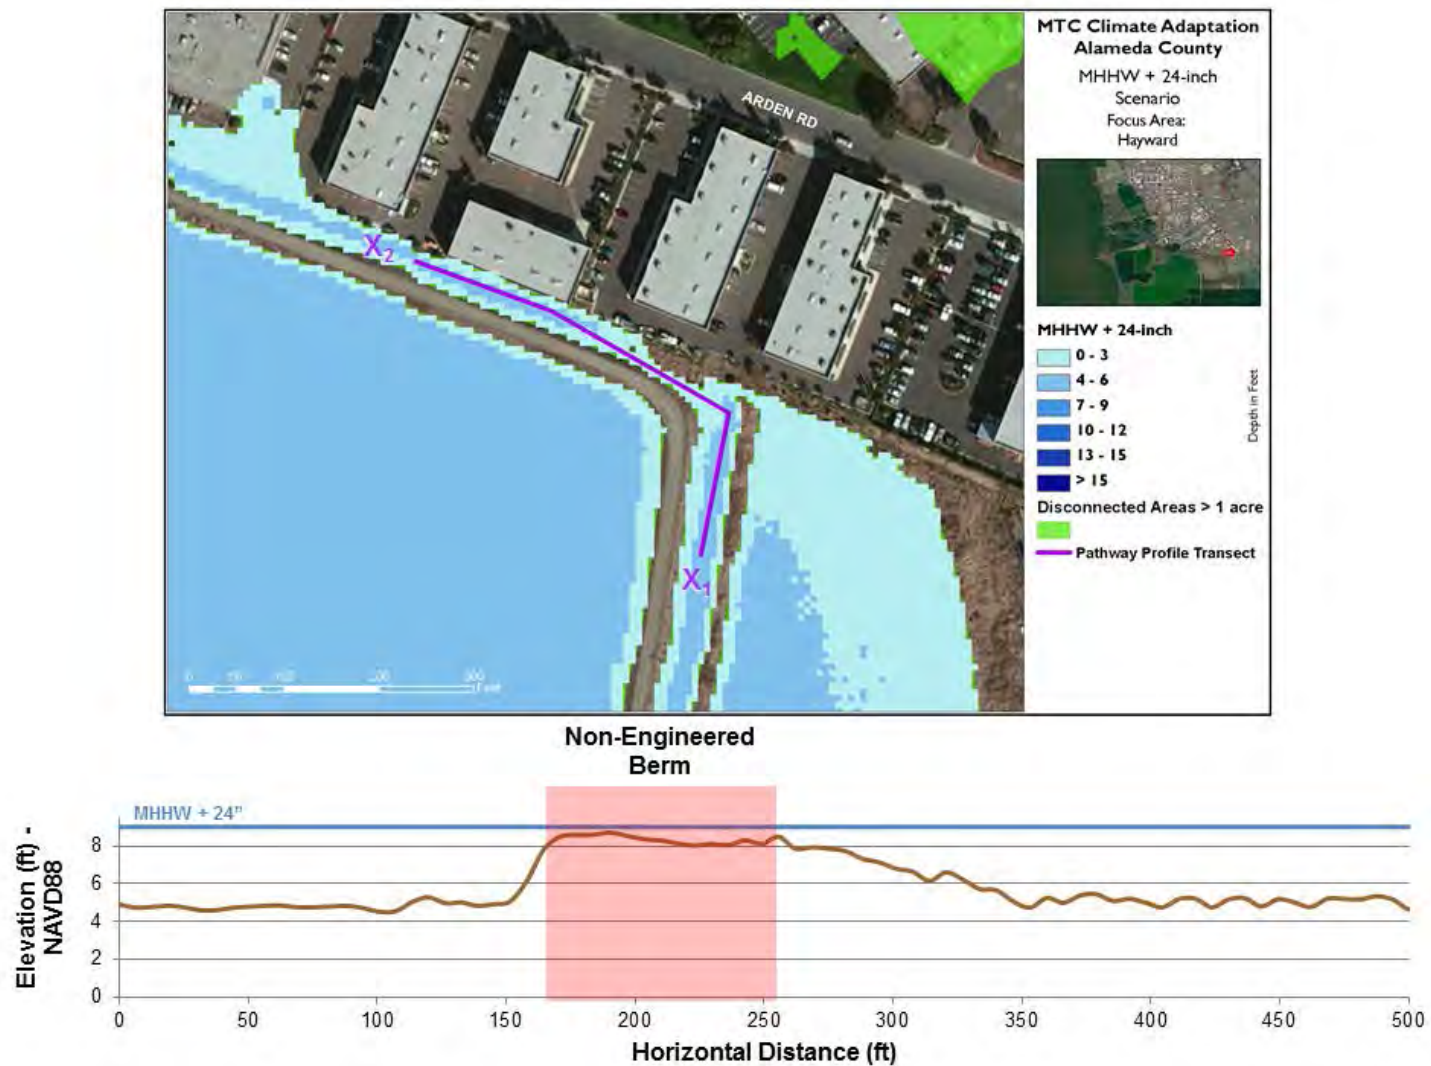 MTC Climate Adaptation
Alameda County
MHHW + 24-inch
Scenario
Focus Area:
Hayward
ARDEN RD
X2
X1
MHHW + 24-inch
0 - 3
4 - 6
7 - 9
10 - 12
13 - 15
> 15
Depth in Feet
Disconnected Areas > 1 acre
Pathway Profile Transect
0
Feet
Non-Engineered
Berm
MHHW + 24”
Elevation (ft) -
NAVD88
8
6
4
2
0
0 50 100 150 200 250 300 350 400 450 500
Horizontal Distance (ft)